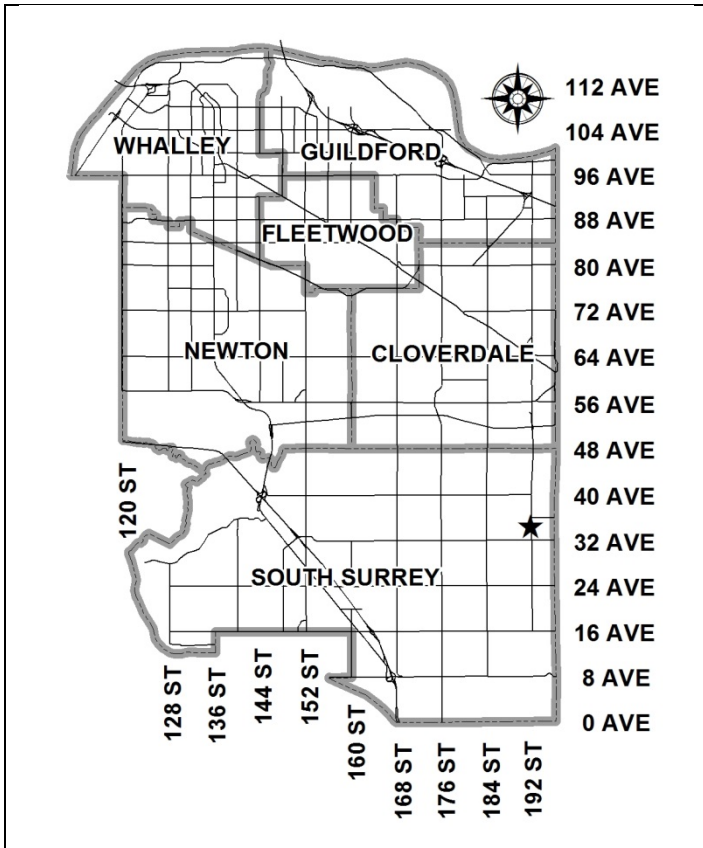 112 AVE
104 AVE
WHALLEY
GUILDFORD
96 AVE
88 AVE
FLEETWOOD
80 AVE
72 AVE
NEWTON
CLOVERDALE
64 AVE
56 AVE
48 AVE
40 AVE
120 ST
32 AVE
SOUTH SURREY
24 AVE
16 AVE
8 AVE
0 AVE
128 ST
136 ST
144 ST
152 ST
160 ST
168 ST
176 ST
184 ST
192 ST